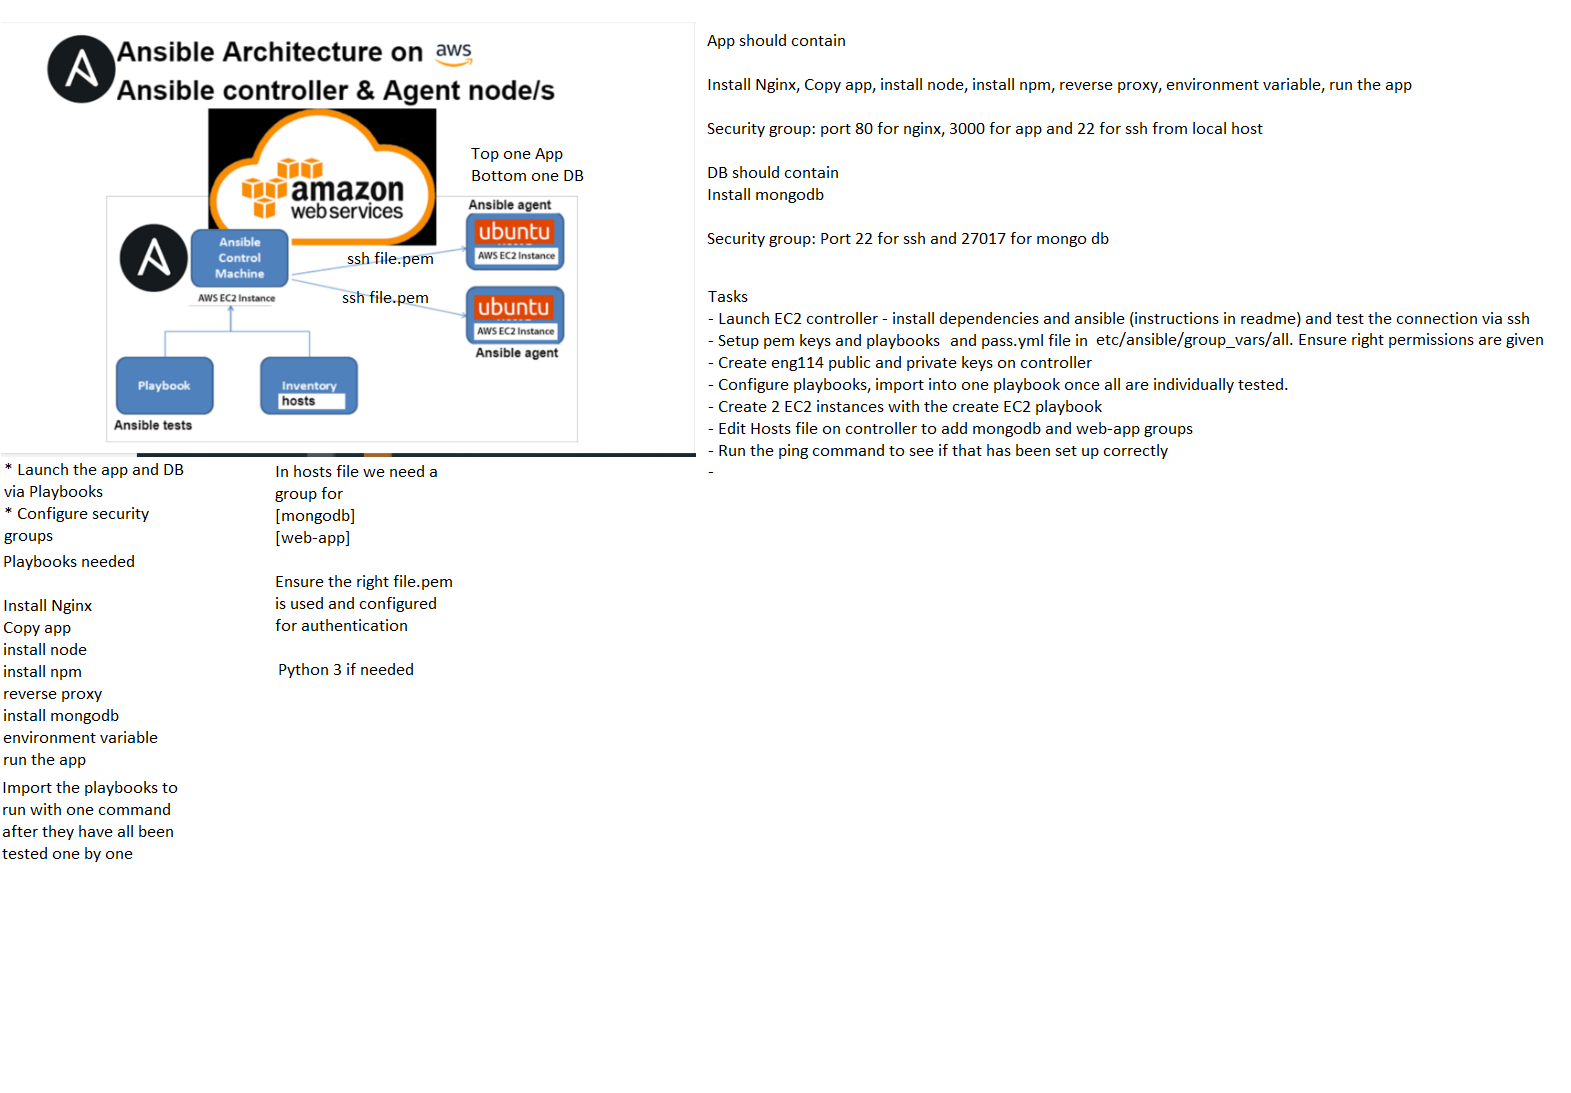 Ansible Architecture on aws
Ansible controller & Agent node/s
amazon
webservices
Top one App
Bottom one DB
Ansible agent
ubuntu
AWS EC2 Instance
Ansible
Control
Machine
AWS EC2 Instance
ssh file.pem
ssh file.pem
ubuntu
AWS EC2 Instance
Ansible agent
Playbook
Inventory
hosts
Ansible tests
* Launch the app and DB
via Playbooks
* Configure security
groups
Playbooks needed
Install Nginx
Copy app
install node
install npm
reverse proxy
install mongodb
environment variable
run the app
Import the playbooks to
run with one command
after they have all been
tested one by one
In hosts file we need a
group for
[mongodb]
[web-app]
Ensure the right file.pem
is used and configured
for authentication
Python 3 if needed
App should contain
Install Nginx, Copy app, install node, install npm, reverse proxy, environment variable, run the app
Security group: port 80 for nginx, 3000 for app and 22 for ssh from local host
DB should contain
Install mongodb
Security group: Port 22 for ssh and 27017 for mongo db
Tasks
- Launch EC2 controller - install dependencies and ansible (instructions in readme) and test the connection via ssh
- Setup pem keys and playbooks and pass.yml file in etc/ansible/group_vars/all. Ensure right permissions are given
- Create eng114 public and private keys on controller
- Configure playbooks, import into one playbook once all are individually tested.
- Create 2 EC2 instances with the create EC2 playbook
- Edit Hosts file on controller to add mongodb and web-app groups
- Run the ping command to see if that has been set up correctly
-